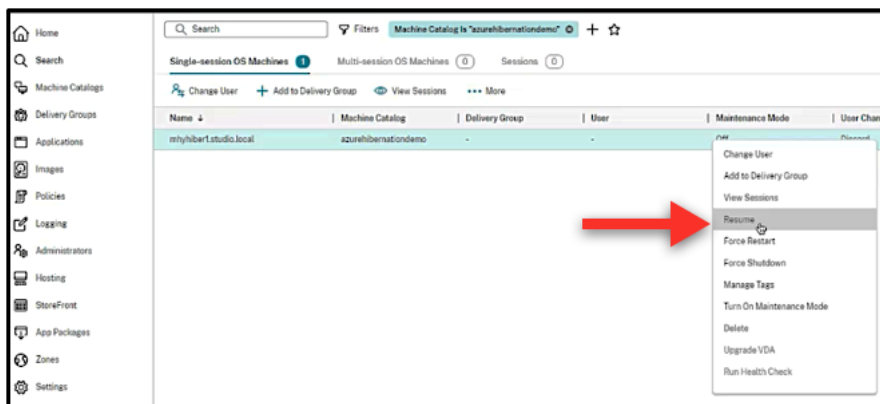 Home
Search
Machine Catalogs
Delivery Groups
Applications
Images
Policies
Logging
Administrators
Hosting
StoreFront
App Packages
Zones
Settings
Search Filters Machine Catalog Is "azurehibernationdemo"
Single-session OS Machines 1 Multi-session OS Machines 0 Sessions 0
Change User Add to Delivery Group View Sessions More
Name Machine Catalog Delivery Group User Maintenance Mode User Chan
mhyhiber1.studio.local azurehibernationdemo - - Off Discard
Change User
Add to Delivery Group
View Sessions
Resume
Force Restart
Force Shutdown
Manage Tags
Turn On Maintenance Mode
Delete
Upgrade VDA
Run Health Check